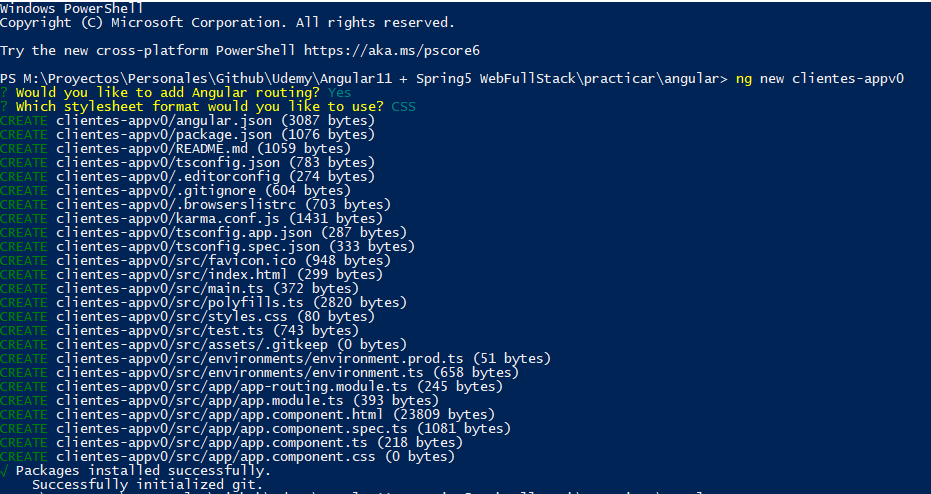 Windows PowerShell
Copyright (C) Microsoft Corporation. All rights reserved.
Try the new cross-platform PowerShell https://aka.ms/pscore6
PS M:\Proyectos\Personales\Github\Udemy\Angular11 + Spring5 WebFullStack\practicar\angular> ng new clientes-appv0
? Would you like to add Angular routing? Yes
? Which stylesheet format would you like to use? CSS
CREATE clientes-appv0/angular.json (3087 bytes)
CREATE clientes-appv0/package.json (1076 bytes)
CREATE clientes-appv0/README.md (1059 bytes)
CREATE clientes-appv0/tsconfig.json (783 bytes)
CREATE clientes-appv0/.editorconfig (274 bytes)
CREATE clientes-appv0/.gitignore (604 bytes)
CREATE clientes-appv0/.browserslistrc (703 bytes)
CREATE clientes-appv0/karma.conf.js (1431 bytes)
CREATE clientes-appv0/tsconfig.app.json (287 bytes)
CREATE clientes-appv0/tsconfig.spec.json (333 bytes)
CREATE clientes-appv0/src/favicon.ico (948 bytes)
CREATE clientes-appv0/src/index.html (299 bytes)
CREATE clientes-appv0/src/main.ts (372 bytes)
CREATE clientes-appv0/src/polyfills.ts (2820 bytes)
CREATE clientes-appv0/src/styles.css (80 bytes)
CREATE clientes-appv0/src/test.ts (743 bytes)
CREATE clientes-appv0/src/assets/.gitkeep (0 bytes)
CREATE clientes-appv0/src/environments/environment.prod.ts (51 bytes)
CREATE clientes-appv0/src/environments/environment.ts (658 bytes)
CREATE clientes-appv0/src/app/app-routing.module.ts (245 bytes)
CREATE clientes-appv0/src/app/app.module.ts (393 bytes)
CREATE clientes-appv0/src/app/app.component.html (23809 bytes)
CREATE clientes-appv0/src/app/app.component.spec.ts (1081 bytes)
CREATE clientes-appv0/src/app/app.component.ts (218 bytes)
CREATE clientes-appv0/src/app/app.component.css (0 bytes)
√ Packages installed successfully.
Successfully initialized git.